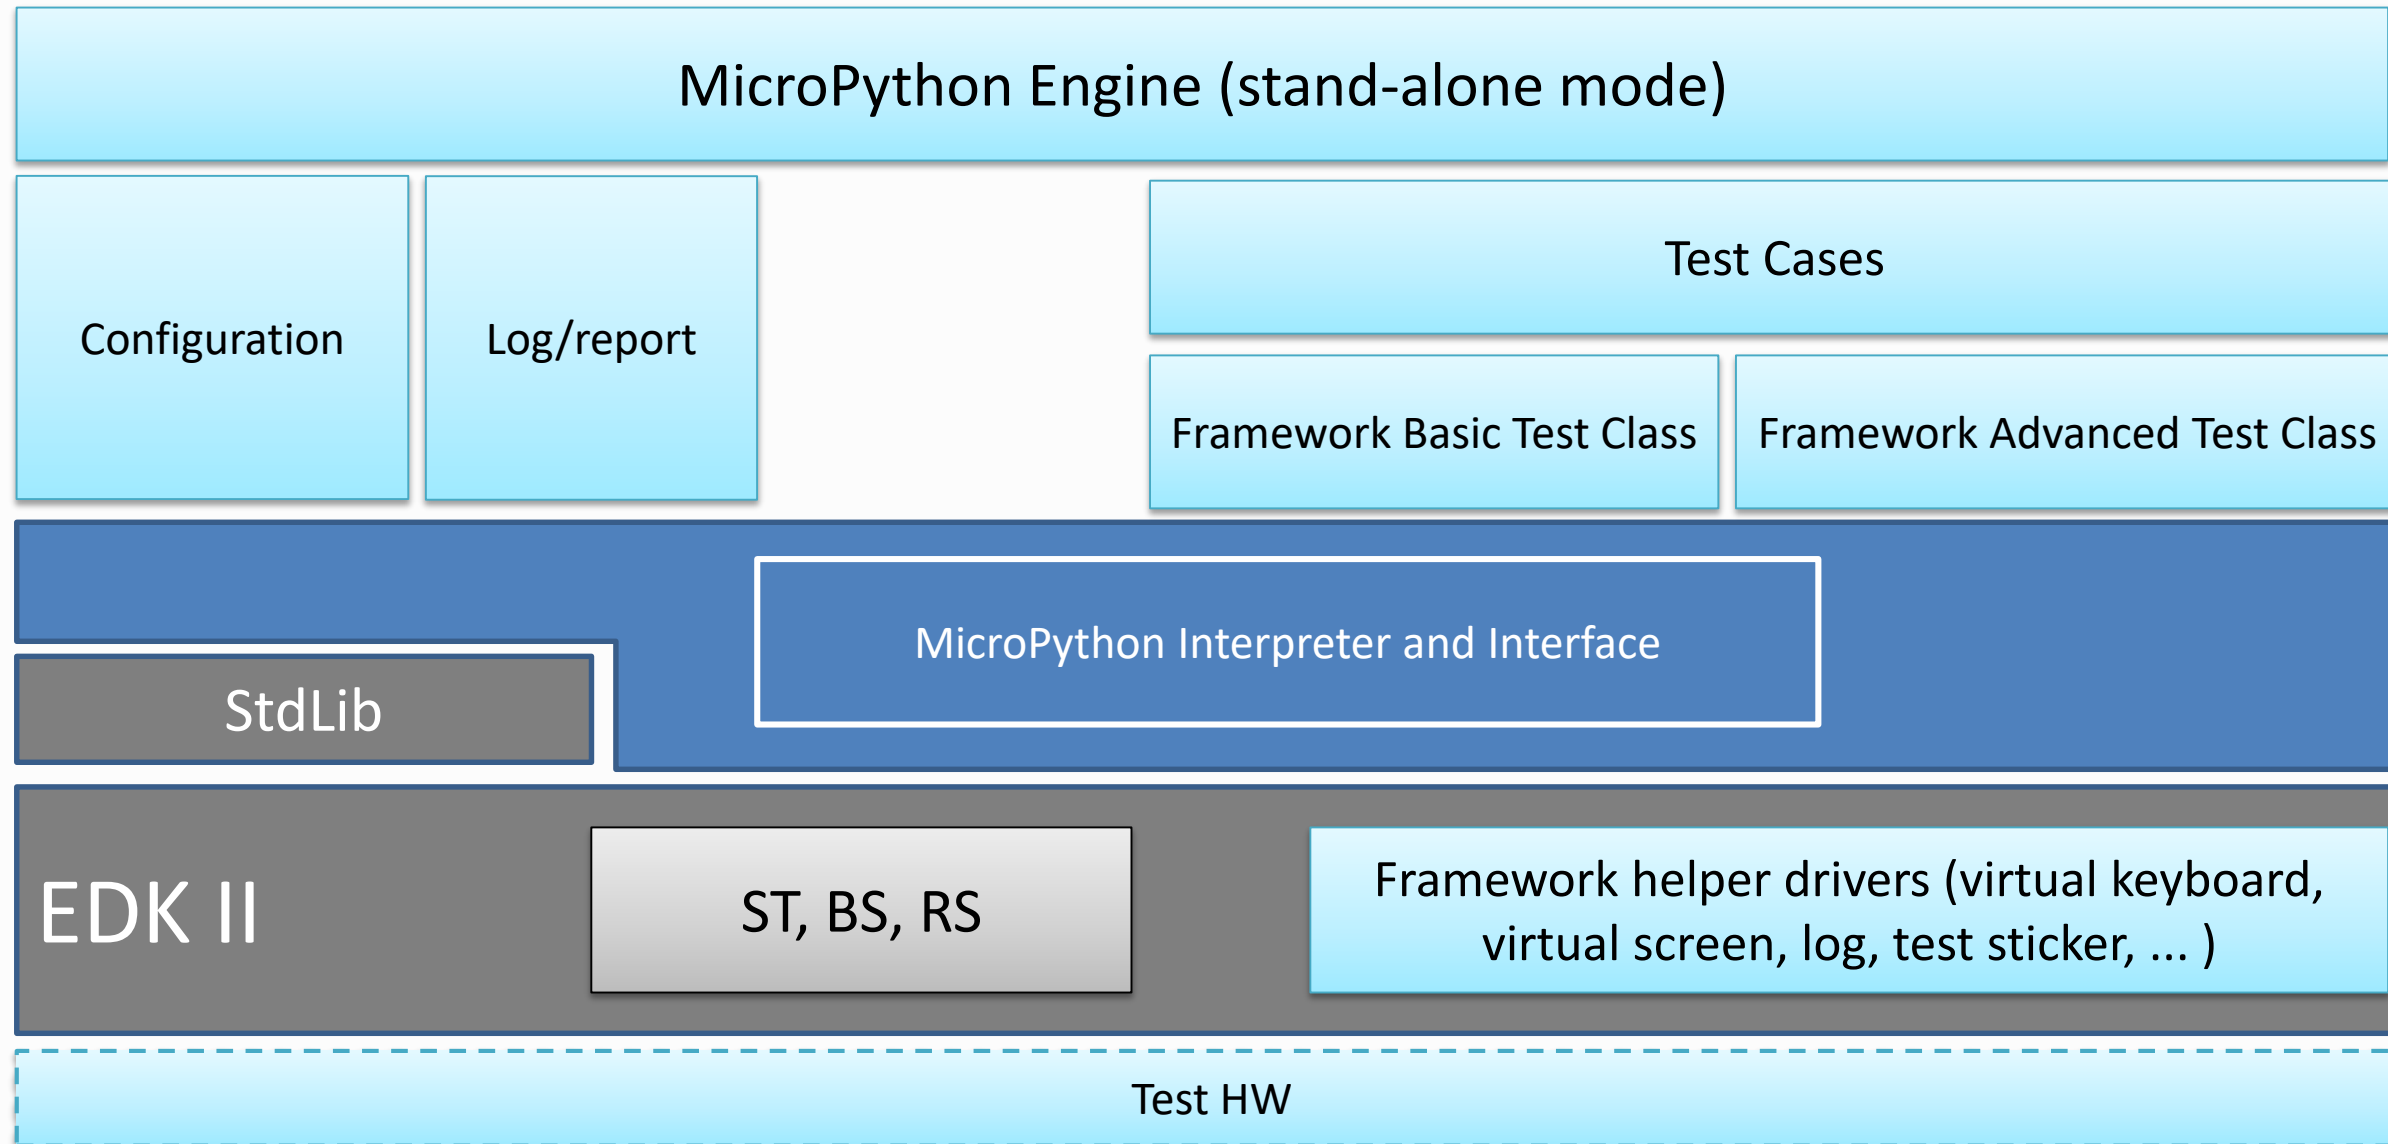 MicroPython Engine (stand-alone mode)
Configuration
Log/report
Test Cases
Framework Basic Test Class
Framework Advanced Test Class
MicroPython Interpreter and Interface
StdLib
EDK II
ST, BS, RS
Framework helper drivers (virtual keyboard,
virtual screen, log, test sticker, ... )
Test HW